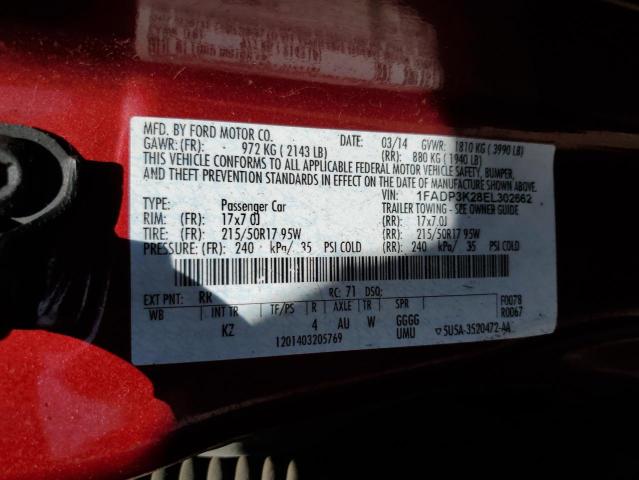 MFD. BY FORD MOTOR CO. DATE: 03/14 GVWR: 1810 KG (3990 LB)
GAWR: (FR): 972 KG (2143 LB) (RR): 880 KG (1940 LB)
THIS VEHICLE CONFORMS TO ALL APPLICABLE FEDERAL MOTOR VEHICLE SAFETY, BUMPER,
AND THEFT PREVENTION STANDARDS IN EFFECT ON THE DATE OF MANUFACTURE SHOWN ABOVE.
VIN: 1FADP3K28EL302662
TYPE: Passenger Car TRAILER TOWING - SEE OWNER GUIDE
RIM: (FR): 17x7.0J (RR): 17x7.0J
TIRE: (FR): 215/50R17 95W (RR): 215/50R17 95W
PRESSURE: (FR): 240 kPa/ 35 PSI COLD (RR): 240 kPa/ 35 PSI COLD
EXT PNT: RK RC: 71 DSO: F0078
WB INT TR TF/PS R AXLE TR SPR R0067
KZ 4 AU W GGGG
1201403205769 UMU ▽5U5A-3520472-AA